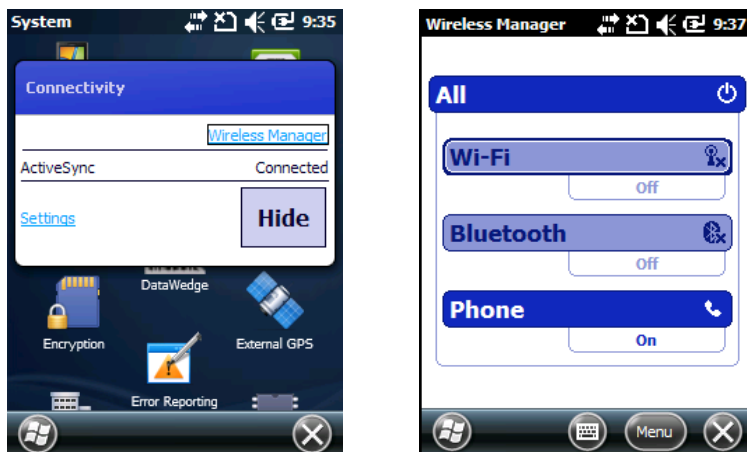 System 9:35
Connectivity
Wireless Manager
ActiveSync Connected
Settings Hide
DataWedge
Encryption External GPS
Error Reporting
Wireless Manager 9:37
All
Wi-Fi
Off
Bluetooth
Off
Phone
On
Menu